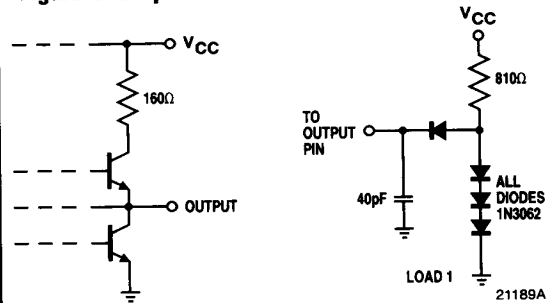 VCC
160Ω
OUTPUT
VCC
810Ω
TO
OUTPUT
PIN
40pF
ALL
DIODES
1N3062
LOAD 1
21189A